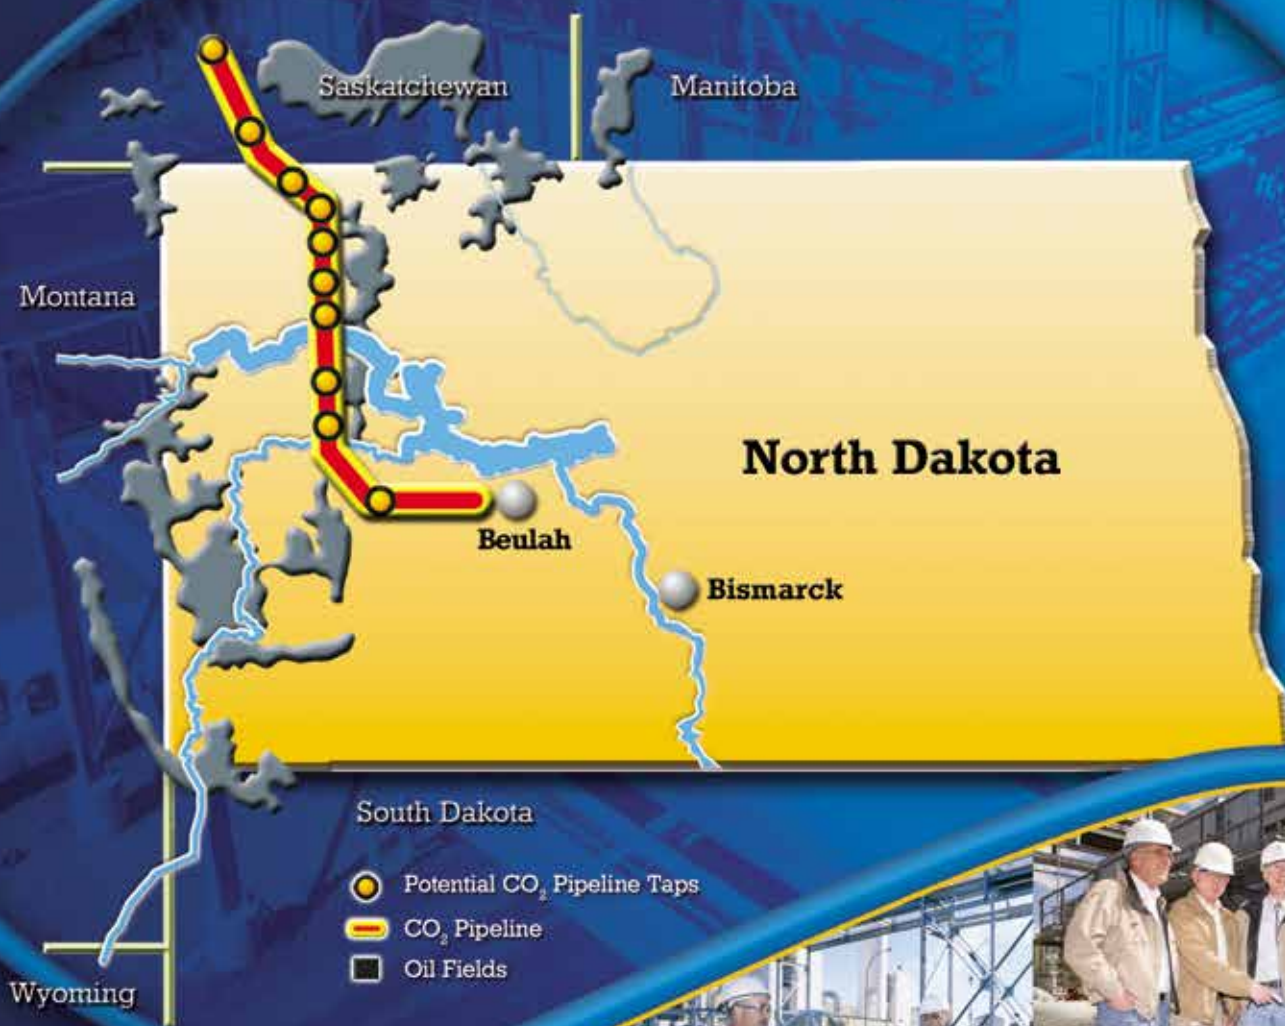 Saskatchewan
Manitoba
Montana
North Dakota
Beulah
Bismarck
South Dakota
Potential CO₂ Pipeline Taps
CO₂ Pipeline
Oil Fields
Wyoming